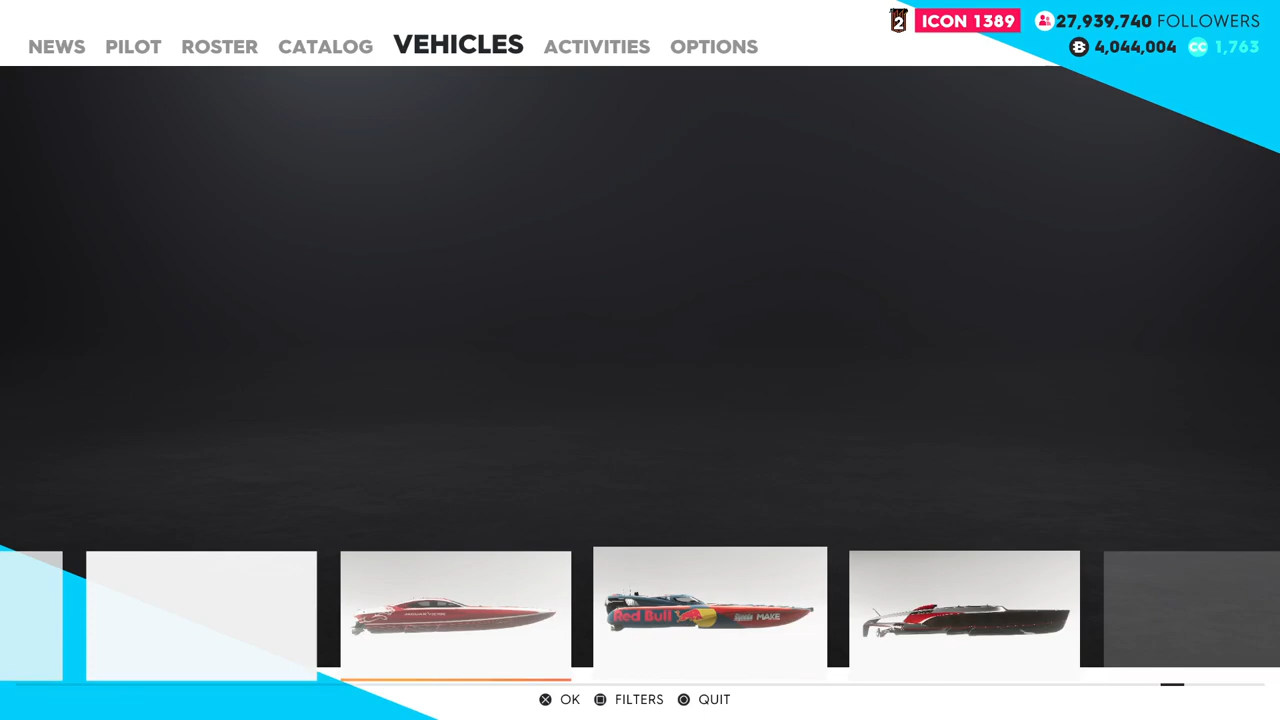 2 ICON 1389 27,939,740 FOLLOWERS
NEWS PILOT ROSTER CATALOG VEHICLES ACTIVITIES OPTIONS
4,044,004 CC 1,763
Red Bull MAKE
OK FILTERS QUIT